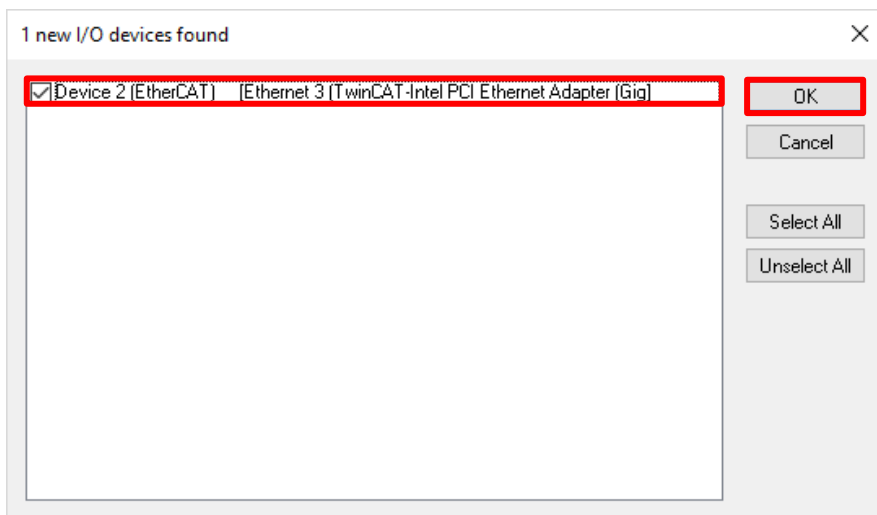 1 new I/O devices found
Device 2 (EtherCAT) [Ethernet 3 (TwinCAT-Intel PCI Ethernet Adapter (Gig]
OK
Cancel
Select All
Unselect All